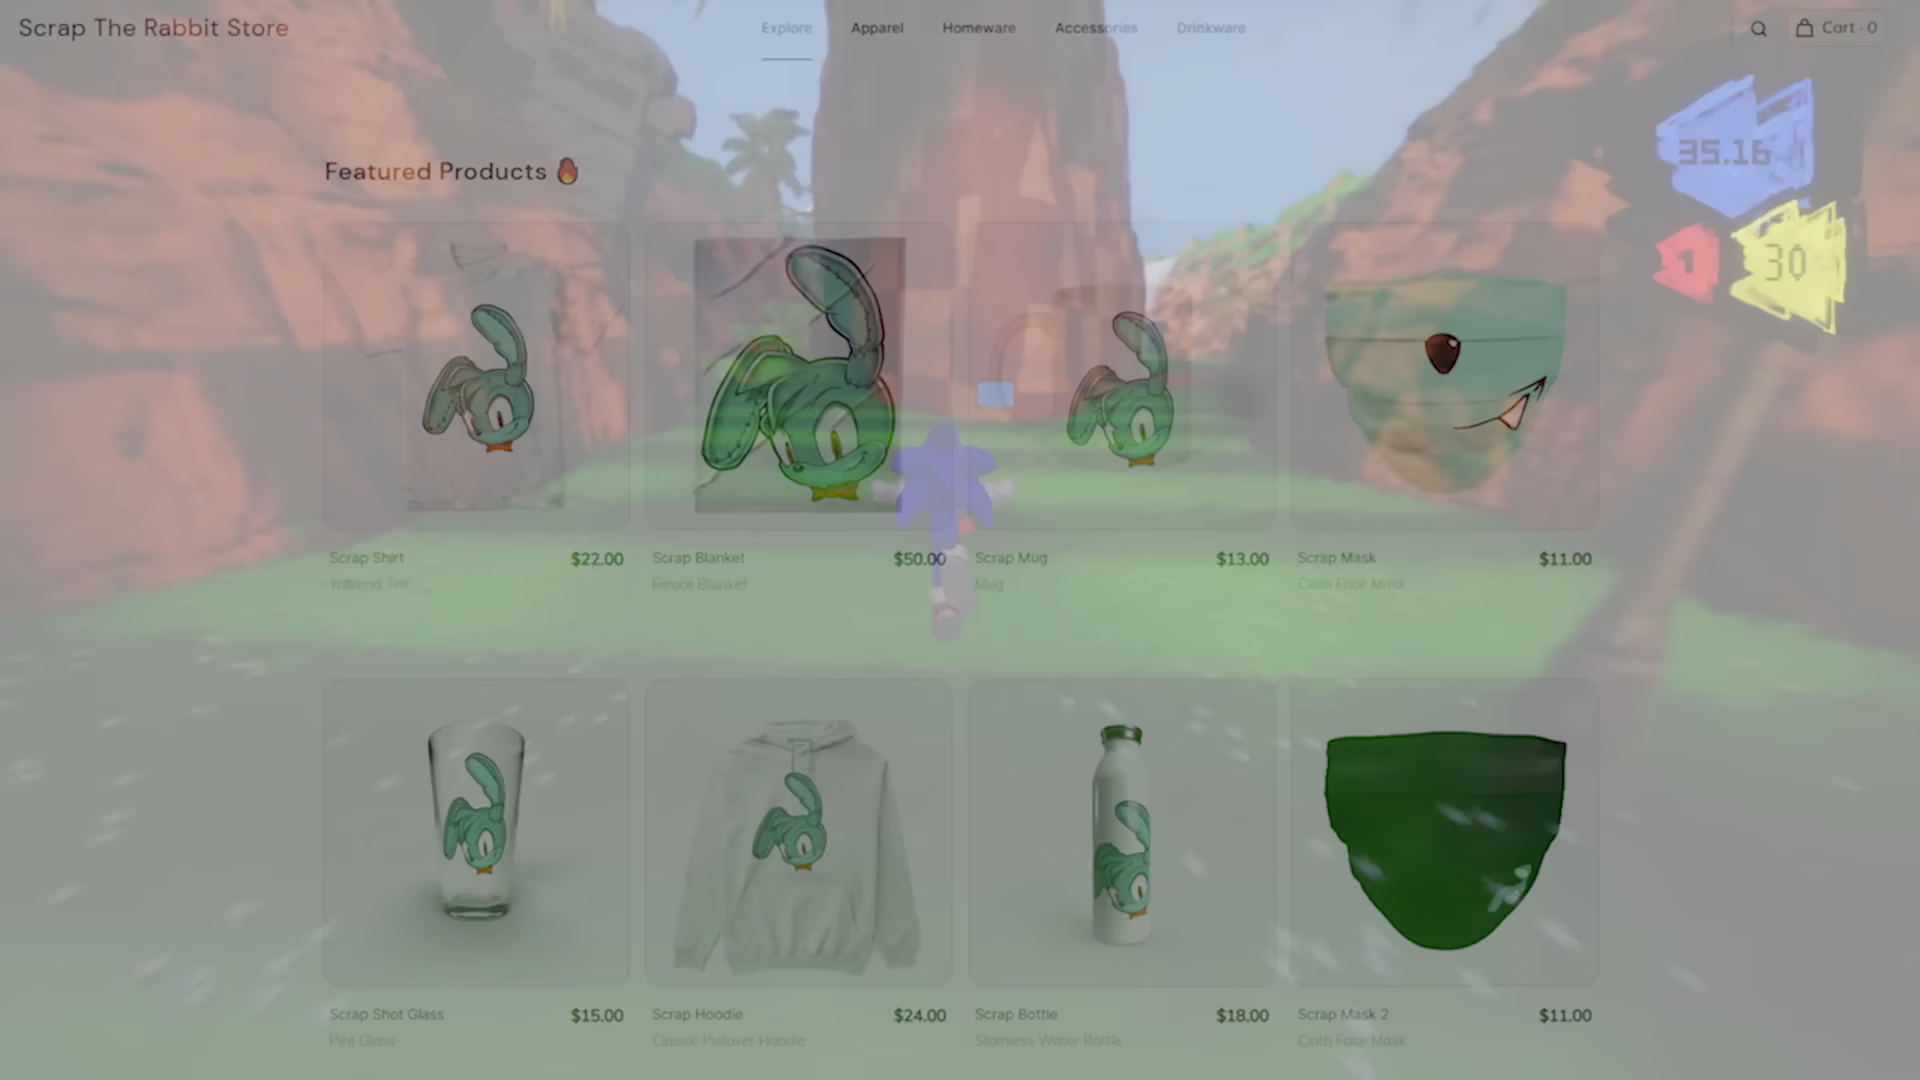 Scrap The Rabbit Store
Explore Apparel Homeware Accessories Drinkware
Cart · 0
35.16
1 30
Featured Products 🔥
Scrap Shirt $22.00
Scrap Blanket $50.00
Scrap Mug $13.00
Scrap Mask $11.00
Triblend Tee
Fleece Blanket
Mug
Cloth Face Mask
Scrap Shot Glass $15.00
Scrap Hoodie $24.00
Scrap Bottle $18.00
Scrap Mask 2 $11.00
Pint Glass
Classic Pullover Hoodie
Stainless Water Bottle
Cloth Face Mask